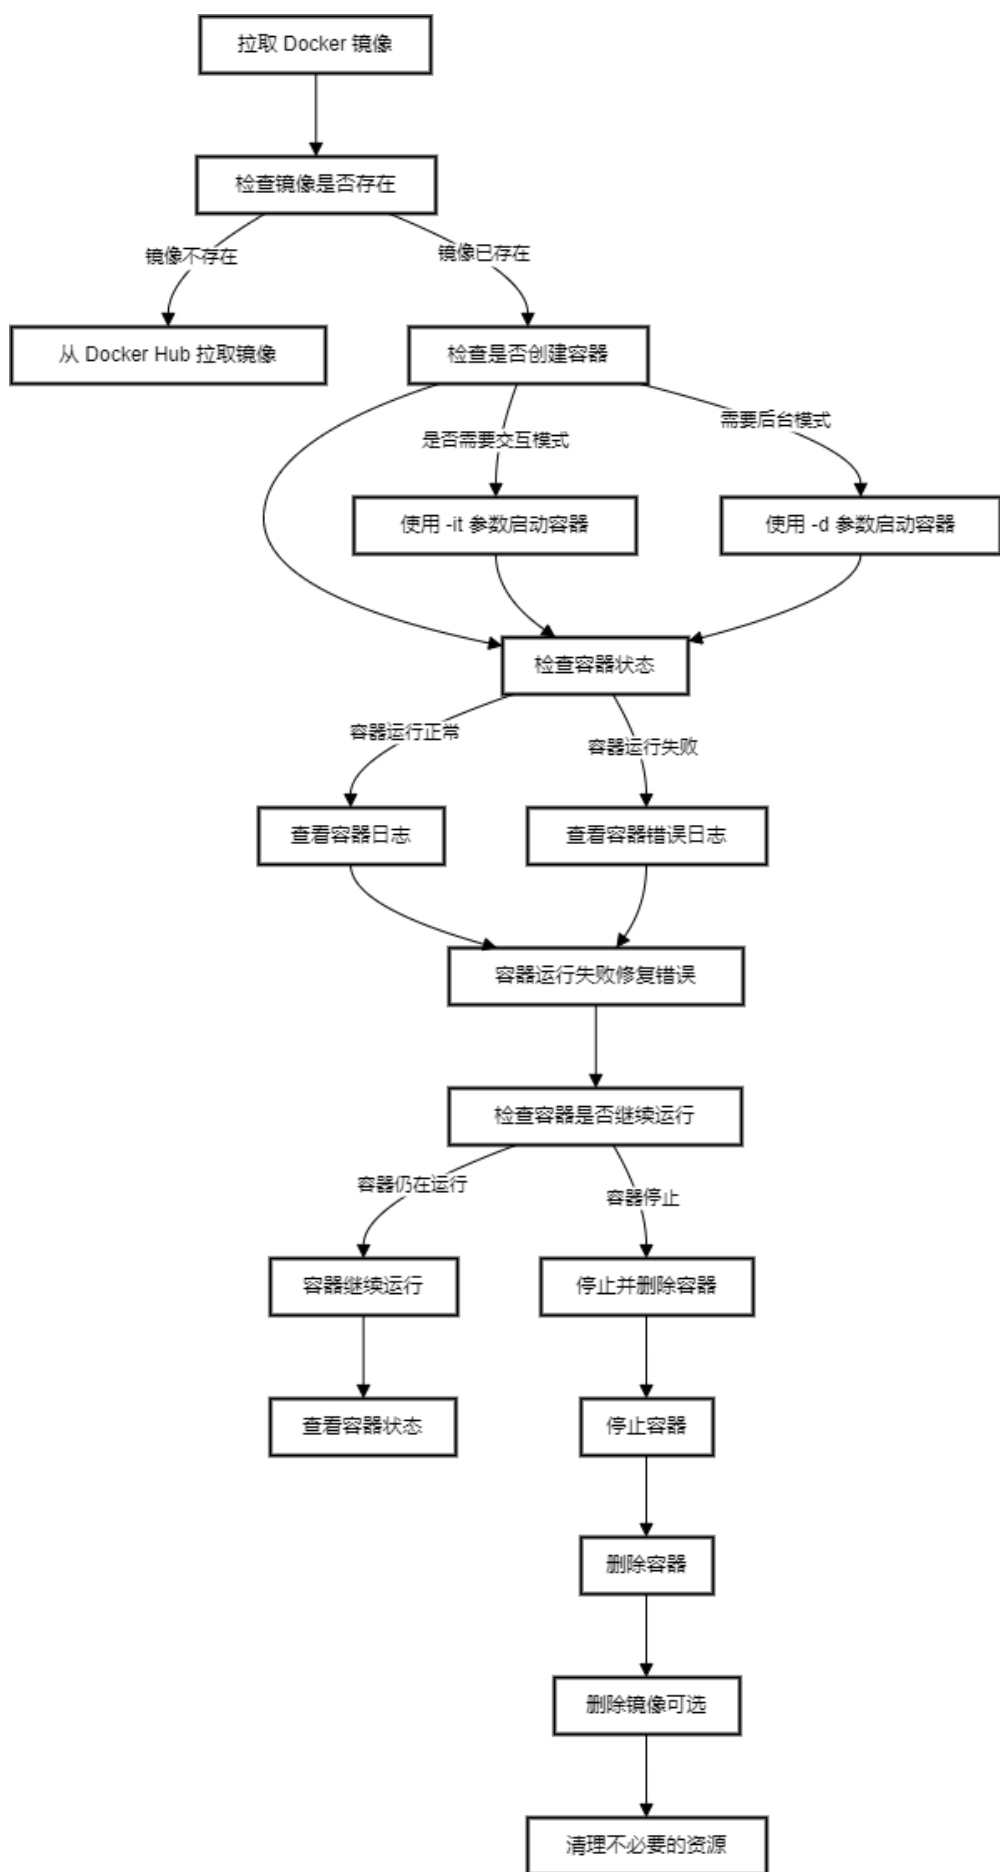 拉取 Docker 镜像
检查镜像是否存在
镜像不存在
镜像已存在
从 Docker Hub 拉取镜像
检查是否创建容器
是否需要交互模式
需要后台模式
使用 -it 参数启动容器
使用 -d 参数启动容器
检查容器状态
容器运行正常
容器运行失败
查看容器日志
查看容器错误日志
容器运行失败修复错误
检查容器是否继续运行
容器仍在运行
容器停止
容器继续运行
停止并删除容器
查看容器状态
停止容器
删除容器
删除镜像可选
清理不必要的资源